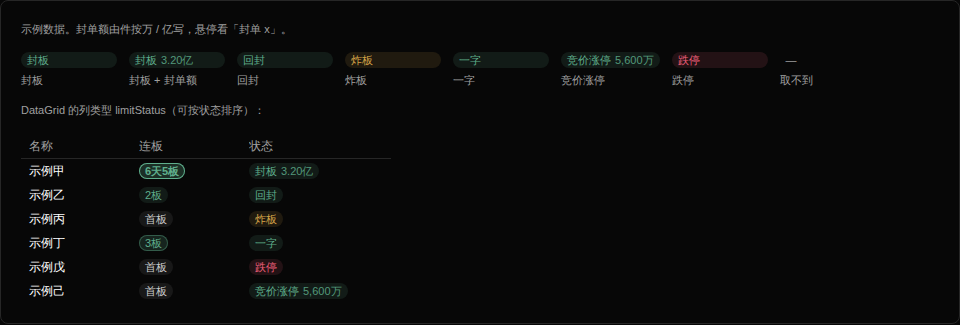 示例数据。封单额由件按万 / 亿写，悬停看「封单 x」。
封板 封板 3.20亿 回封 炸板 一字 竞价涨停 5,600万 跌停 —
封板 封板 + 封单额 回封 炸板 一字 竞价涨停 跌停 取不到
DataGrid 的列类型 limitStatus（可按状态排序）：
名称 连板 状态
示例甲 6天5板 封板 3.20亿
示例乙 2板 回封
示例丙 首板 炸板
示例丁 3板 一字
示例戊 首板 跌停
示例己 首板 竞价涨停 5,600万